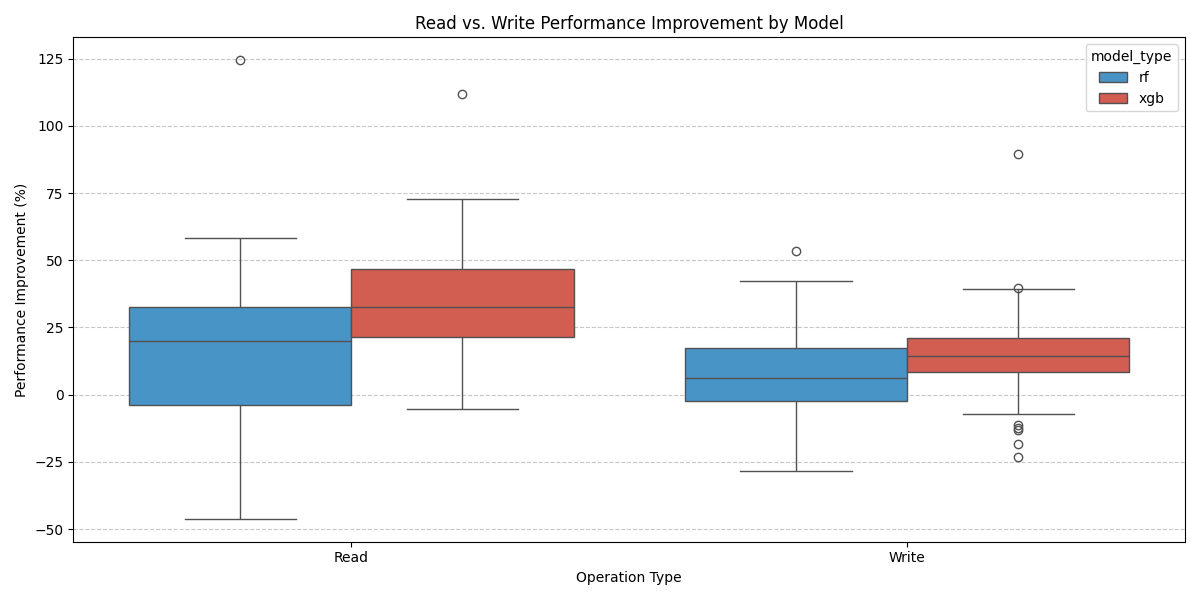 Read vs. Write Performance Improvement by Model
model_type
rf
xgb
Performance Improvement (%)
125
100
75
50
25
0
−25
−50
Read
Write
Operation Type